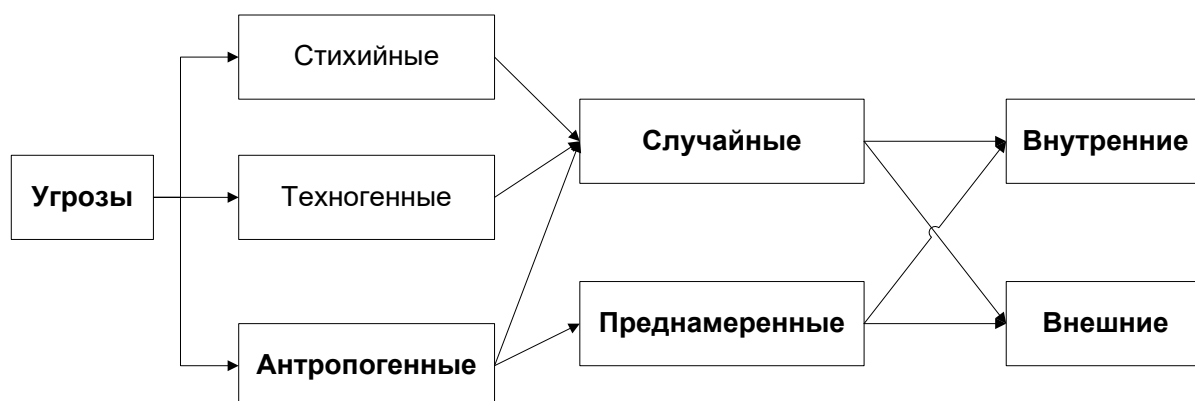 Стихийные
Случайные
Внутренние
Угрозы
Техногенные
Преднамеренные
Внешние
Антропогенные